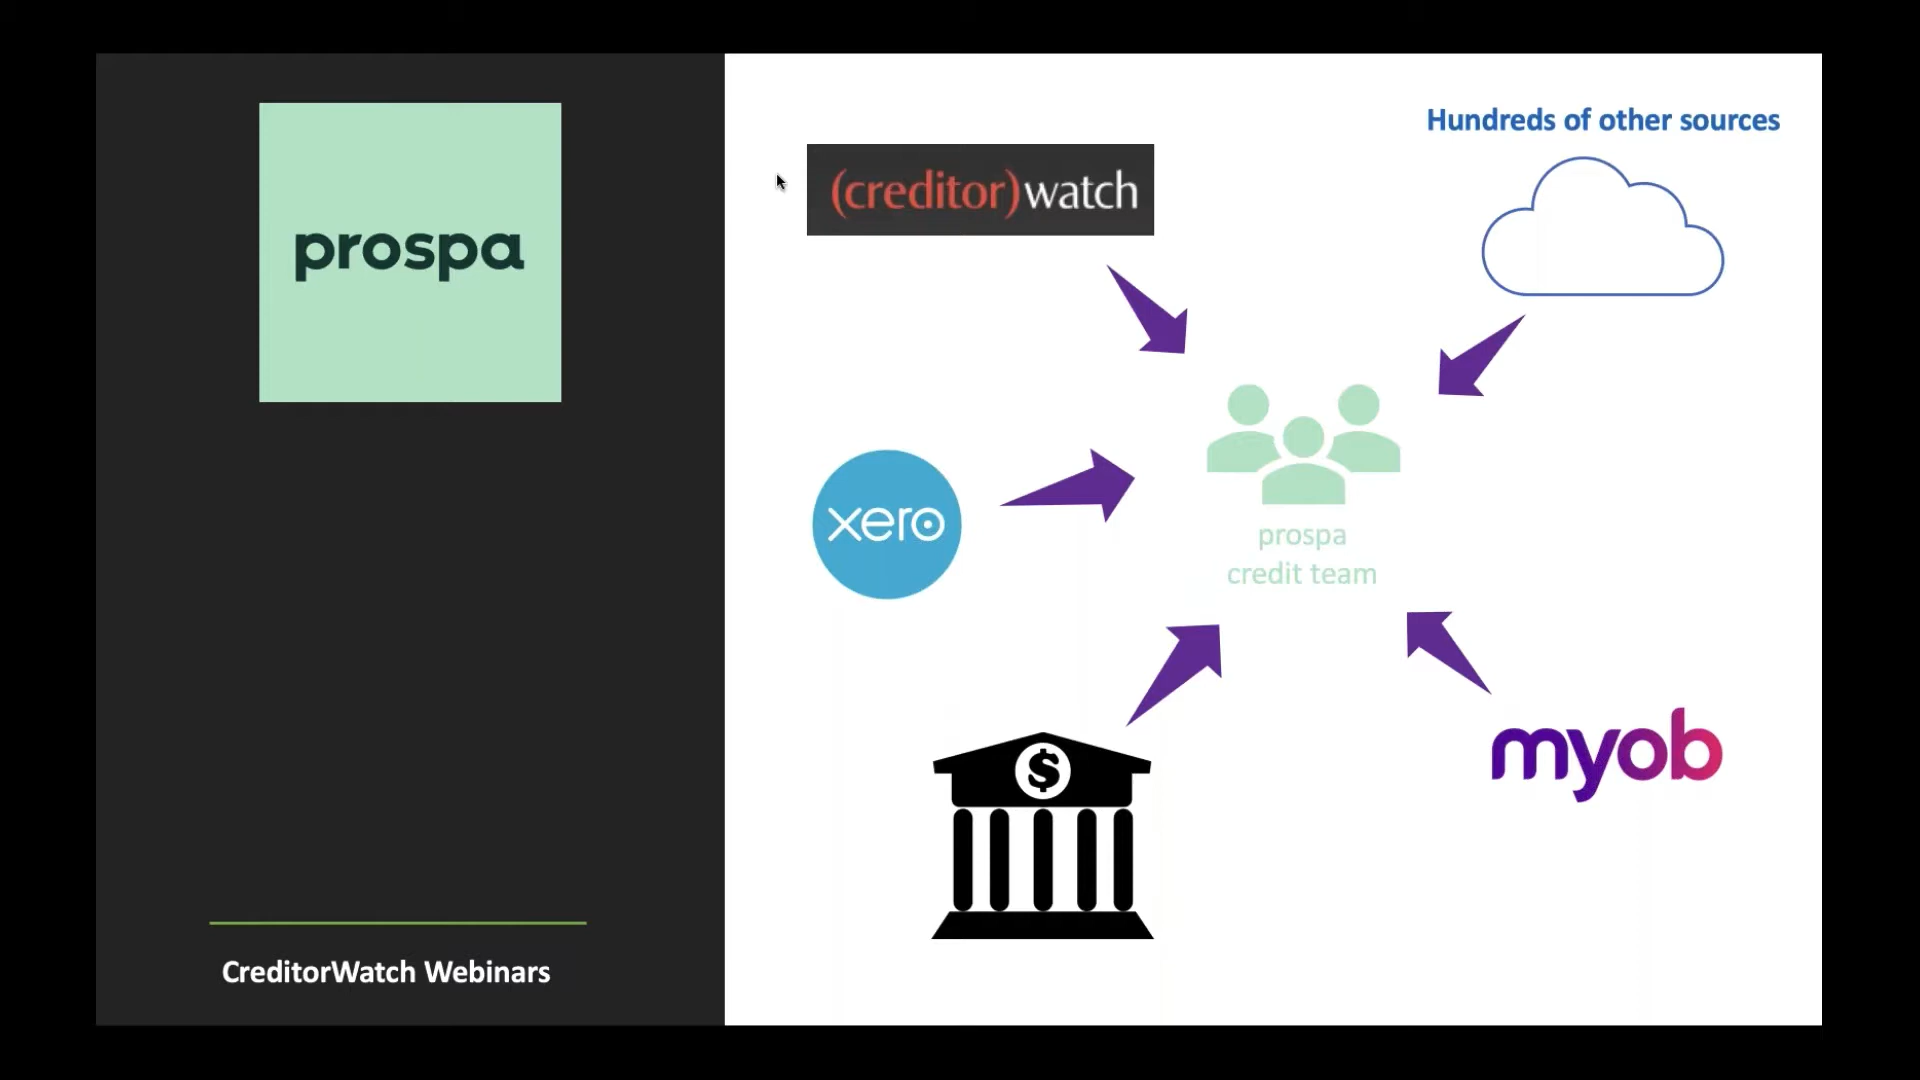 prospa
CreditorWatch Webinars
(creditor)watch
Hundreds of other sources
xero
prospa
credit team
$
myob